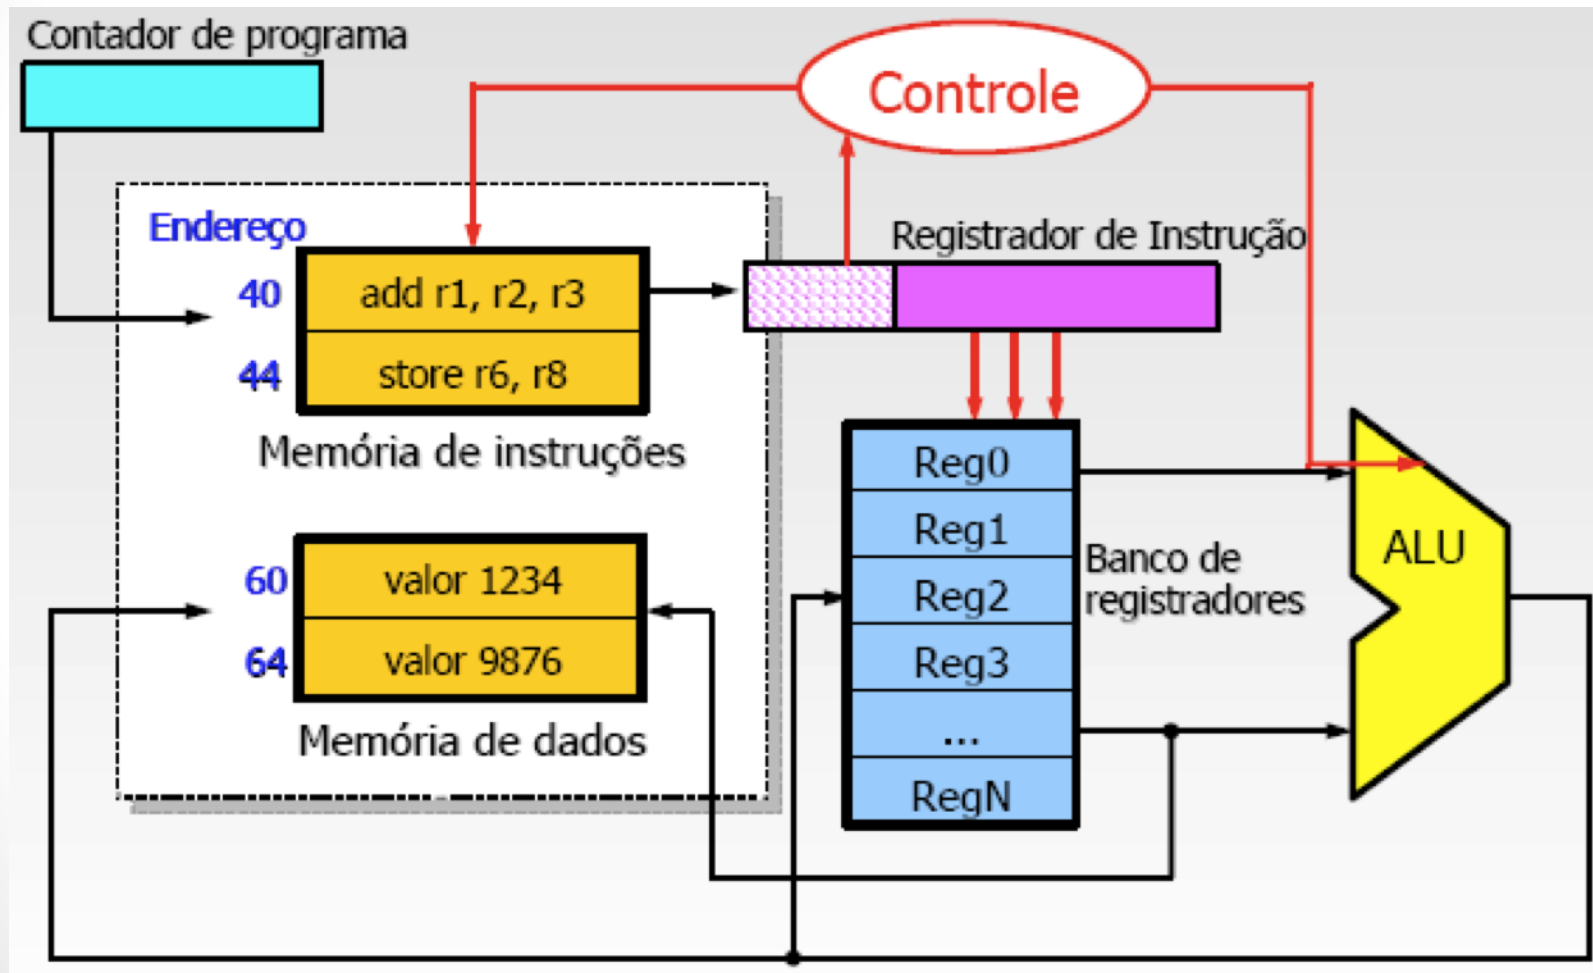 Contador de programa
Controle
Endereço
Registrador de Instrução
40
add r1, r2, r3
44
store r6, r8
Memória de instruções
Reg0
Reg1
Reg2
Reg3
...
RegN
Banco de
registradores
ALU
60
valor 1234
64
valor 9876
Memória de dados